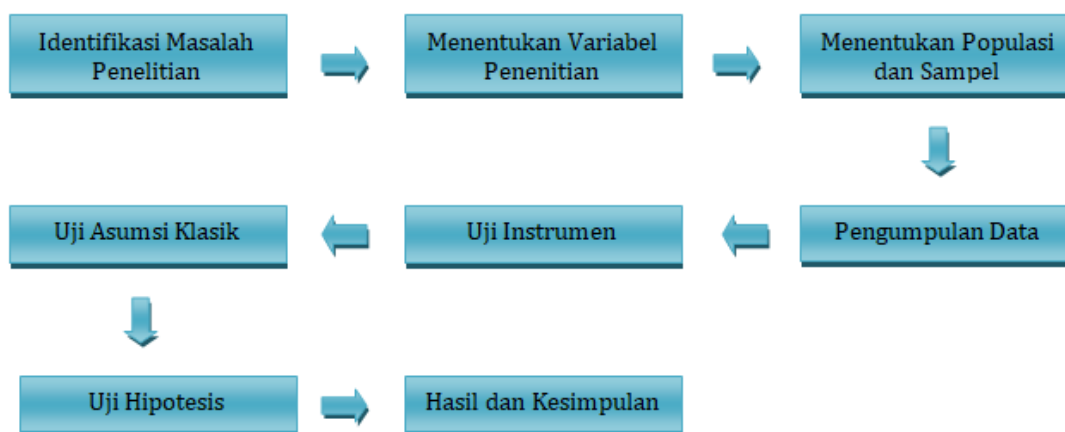 Identifikasi Masalah
Penelitian
Menentukan Variabel
Penenitian
Menentukan Populasi
dan Sampel
Pengumpulan Data
Uji Instrumen
Uji Asumsi Klasik
Uji Hipotesis
Hasil dan Kesimpulan